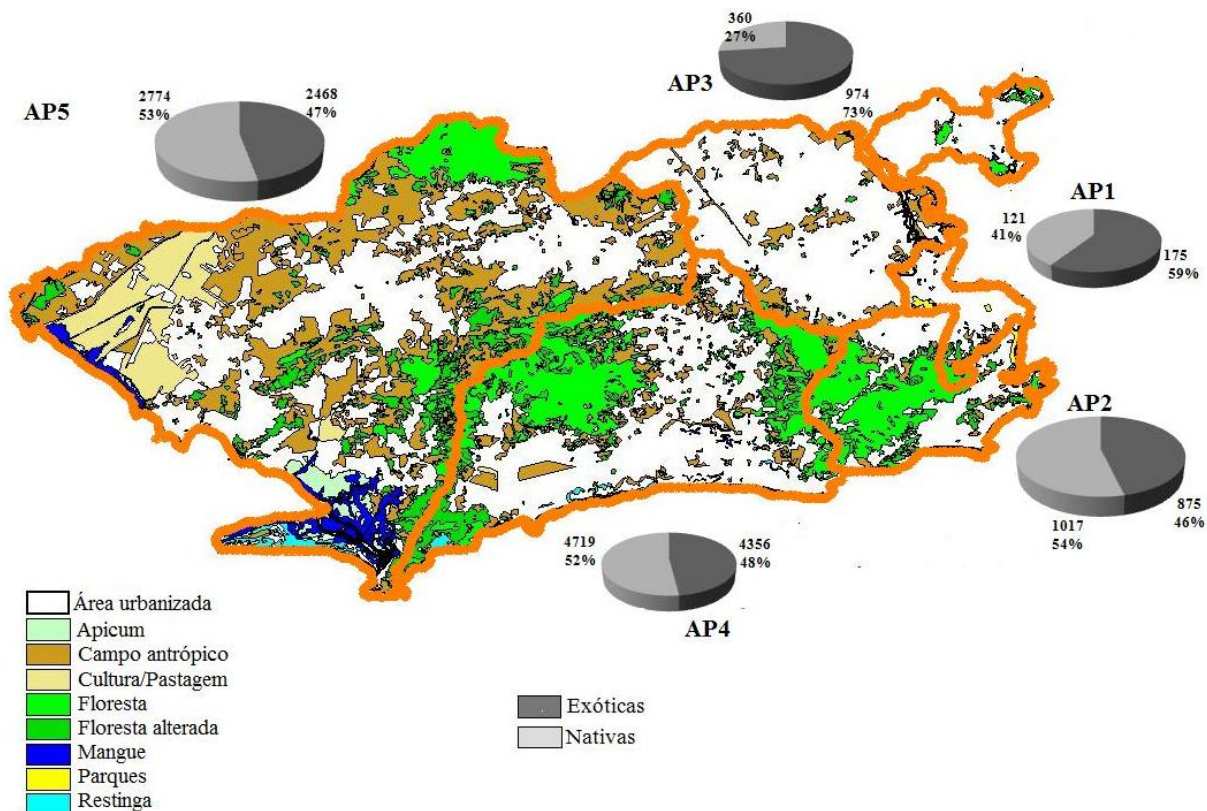 360
27%
AP3
974
73%
AP5
2774
53%
2468
47%
AP1
121
41%
175
59%
AP2
875
46%
1017
54%
4719
52%
4356
48%
AP4
Área urbanizada
Apicum
Campo antrópico
Cultura/Pastagem
Floresta
Floresta alterada
Mangue
Parques
Restinga
Exóticas
Nativas